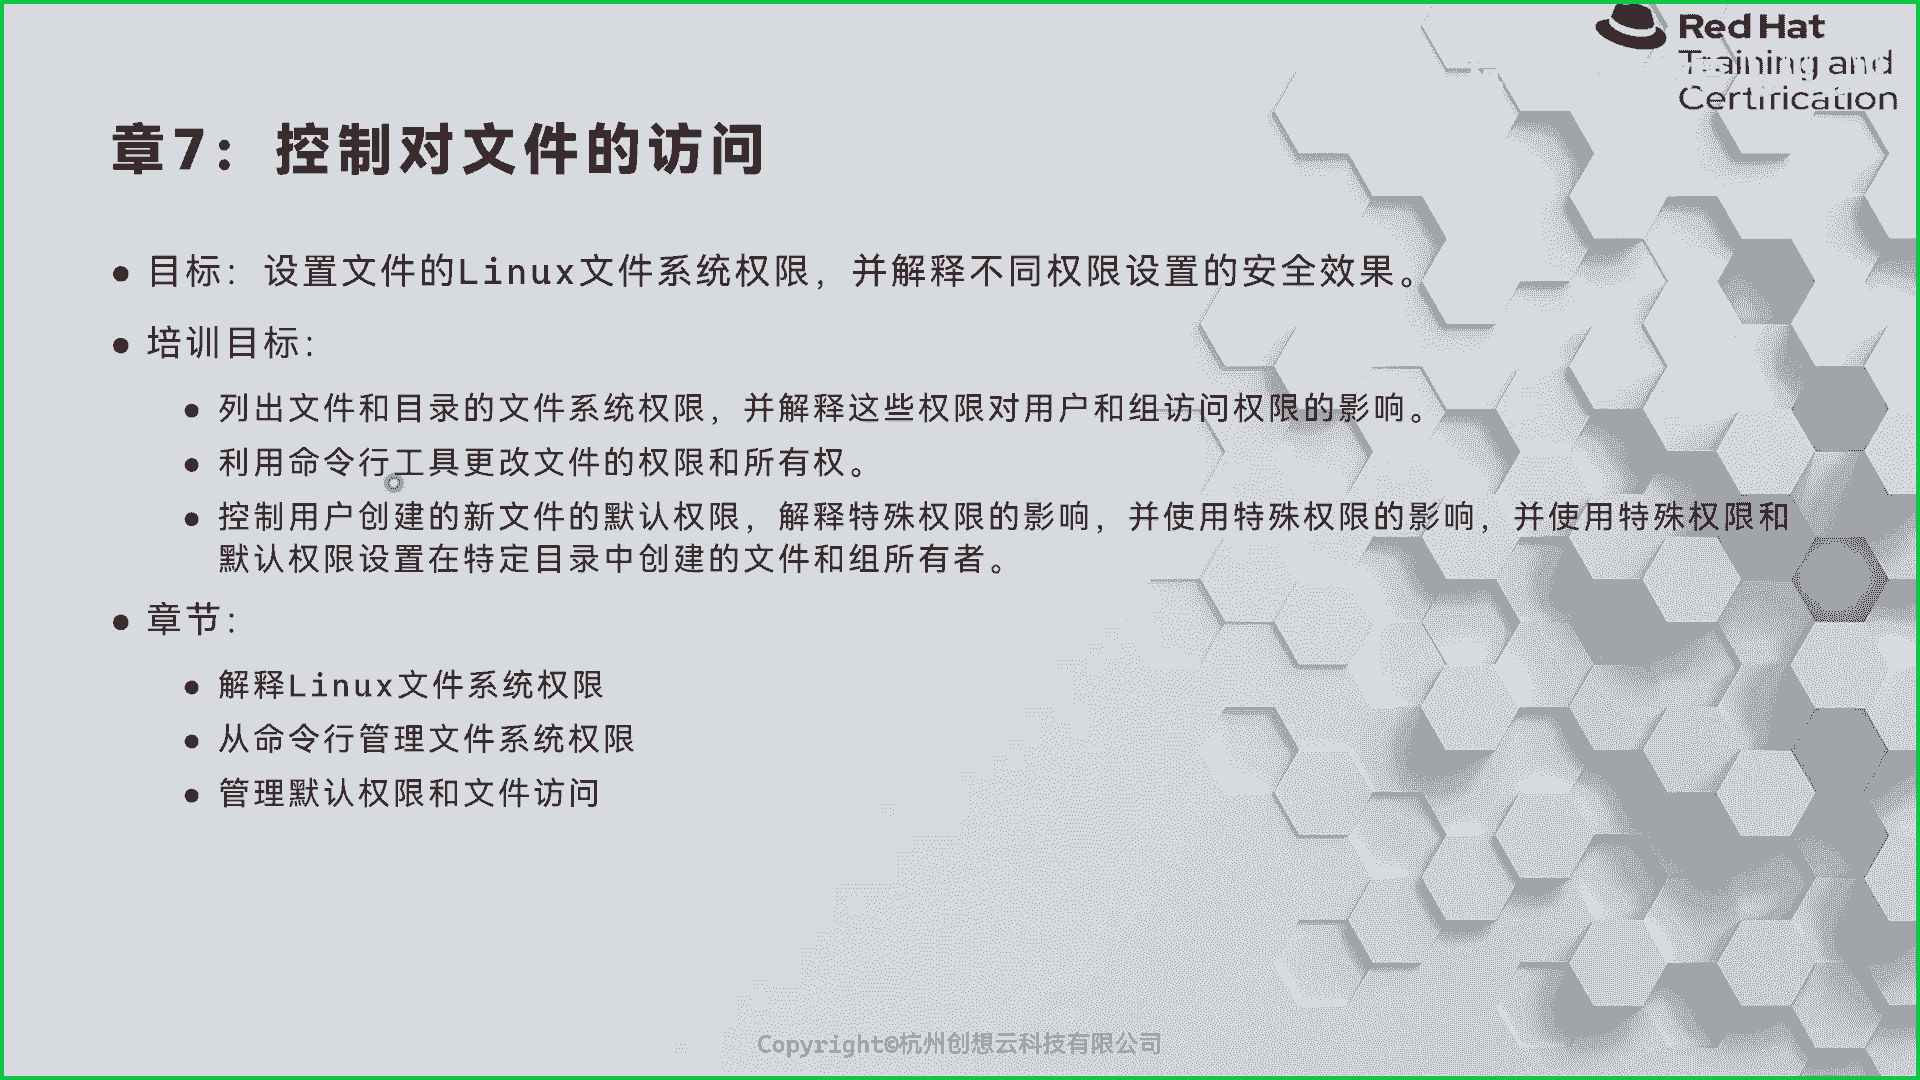 Red Hat
Training and
Certification
章7：控制对文件的访问
● 目标：设置文件的Linux文件系统权限，并解释不同权限设置的安全效果。
● 培训目标：
● 列出文件和目录的文件系统权限，并解释这些权限对用户和组访问权限的影响。
● 利用命令行工具更改文件的权限和所有权。
● 控制用户创建的新文件的默认权限，解释特殊权限的影响，并使用特殊权限的影响，并使用特殊权限和
默认权限设置在特定目录中创建的文件和组所有者。
● 章节：
● 解释Linux文件系统权限
● 从命令行管理文件系统权限
● 管理默认权限和文件访问
Copyright©杭州创想云科技有限公司